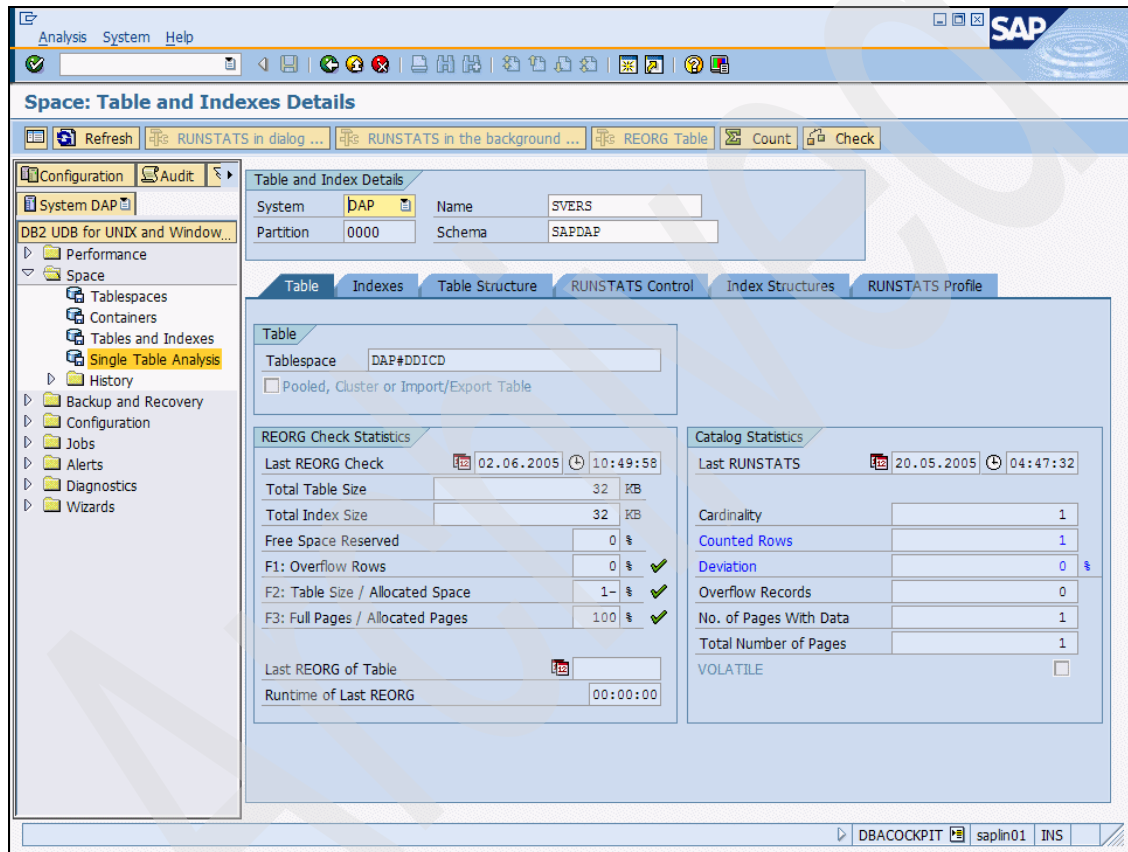 Analysis System Help
SAP
Space: Table and Indexes Details
Refresh RUNSTATS in dialog ... RUNSTATS in the background ... REORG Table Count Check
Configuration Audit
System DAP
DB2 UDB for UNIX and Window...
Performance
Space
Tablespaces
Containers
Tables and Indexes
Single Table Analysis
History
Backup and Recovery
Configuration
Jobs
Alerts
Diagnostics
Wizards
Table and Index Details
System DAP Name SVERS
Partition 0000 Schema SAPDAP
Table Indexes Table Structure RUNSTATS Control Index Structures RUNSTATS Profile
Table
Tablespace DAP#DDICD
Pooled, Cluster or Import/Export Table
REORG Check Statistics
Last REORG Check 02.06.2005 10:49:58
Total Table Size 32 KB
Total Index Size 32 KB
Free Space Reserved 0 %
F1: Overflow Rows 0 %
F2: Table Size / Allocated Space 1- %
F3: Full Pages / Allocated Pages 100 %
Last REORG of Table
Runtime of Last REORG 00:00:00
Catalog Statistics
Last RUNSTATS 20.05.2005 04:47:32
Cardinality 1
Counted Rows 1
Deviation 0 %
Overflow Records 0
No. of Pages With Data 1
Total Number of Pages 1
VOLATILE
DBACOCKPIT saplin01 INS